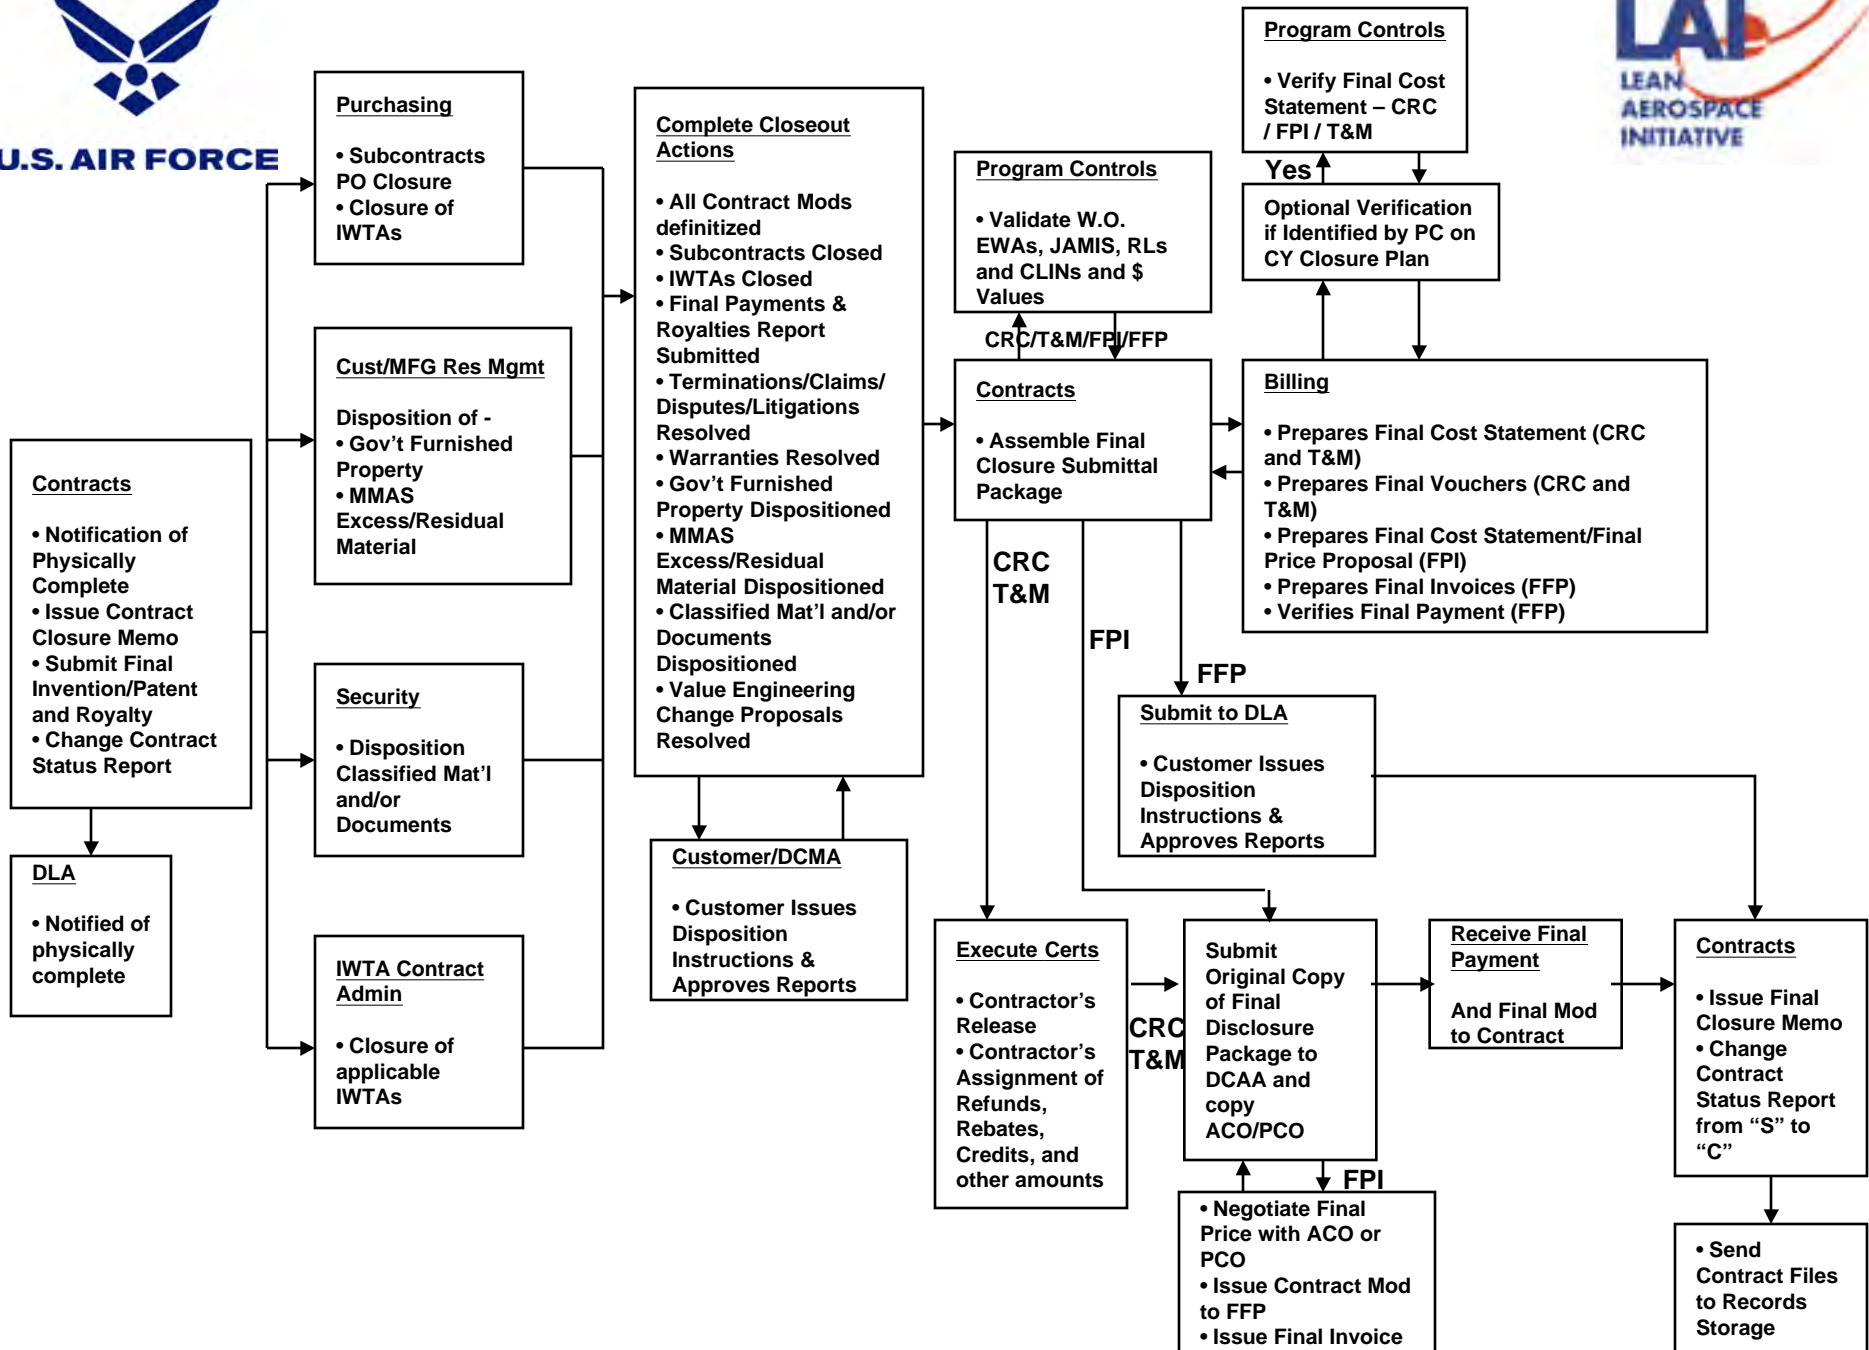 U.S. AIR FORCE
LAI
LEAN
AEROSPACE
INITIATIVE
Contracts
• Notification of
Physically
Complete
• Issue Contract
Closure Memo
• Submit Final
Invention/Patent
and Royalty
• Change Contract
Status Report
DLA
• Notified of
physically
complete
Purchasing
• Subcontracts
PO Closure
• Closure of
IWTAs
Cust/MFG Res Mgmt
Disposition of -
• Gov't Furnished
Property
• MMAS
Excess/Residual
Material
Security
• Disposition
Classified Mat'l
and/or
Documents
IWTA Contract
Admin
• Closure of
applicable
IWTAs
Complete Closeout
Actions
• All Contract Mods
definitized
• Subcontracts Closed
• IWTAs Closed
• Final Payments &
Royalties Report
Submitted
• Terminations/Claims/
Disputes/Litigations
Resolved
• Warranties Resolved
• Gov't Furnished
Property Dispositioned
• MMAS
Excess/Residual
Material Dispositioned
• Classified Mat'l and/or
Documents
Dispositioned
• Value Engineering
Change Proposals
Resolved
Customer/DCMA
• Customer Issues
Disposition
Instructions &
Approves Reports
Program Controls
• Validate W.O.
EWAs, JAMIS, RLs
and CLINs and $
Values
CRC/T&M/FPI/FFP
Contracts
• Assemble Final
Closure Submittal
Package
Program Controls
• Verify Final Cost
Statement – CRC
/ FPI / T&M
Yes
Optional Verification
if Identified by PC on
CY Closure Plan
Billing
• Prepares Final Cost Statement (CRC
and T&M)
• Prepares Final Vouchers (CRC and
T&M)
• Prepares Final Cost Statement/Final
Price Proposal (FPI)
• Prepares Final Invoices (FFP)
• Verifies Final Payment (FFP)
CRC
T&M
FPI
FFP
Submit to DLA
• Customer Issues
Disposition
Instructions &
Approves Reports
Execute Certs
• Contractor's
Release
• Contractor's
Assignment of
Refunds,
Rebates,
Credits, and
other amounts
CRC
T&M
Submit
Original Copy
of Final
Disclosure
Package to
DCAA and
copy
ACO/PCO
FPI
• Negotiate Final
Price with ACO or
PCO
• Issue Contract Mod
to FFP
• Issue Final Invoice
Receive Final
Payment
And Final Mod
to Contract
Contracts
• Issue Final
Closure Memo
• Change
Contract
Status Report
from “S” to
“C”
• Send
Contract Files
to Records
Storage